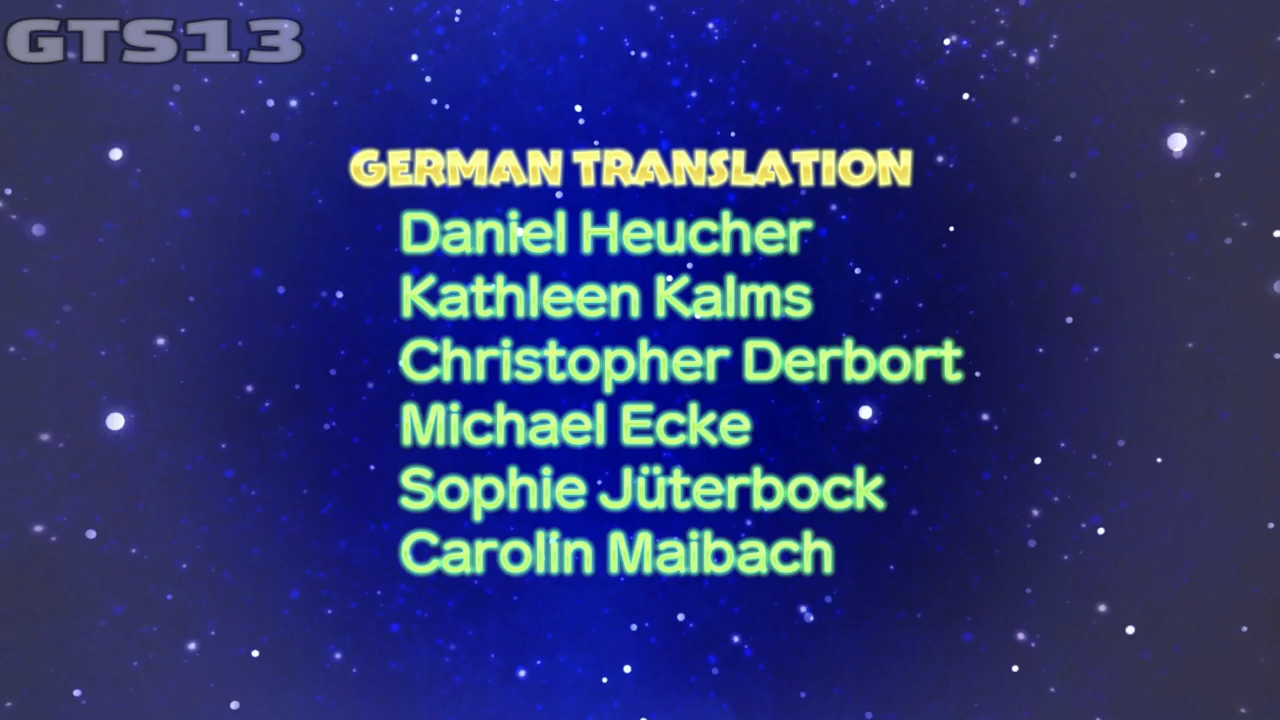 GTS13
GERMAN TRANSLATION
Daniel Heucher
Kathleen Kalms
Christopher Derbort
Michael Ecke
Sophie Jüterbock
Carolin Maibach